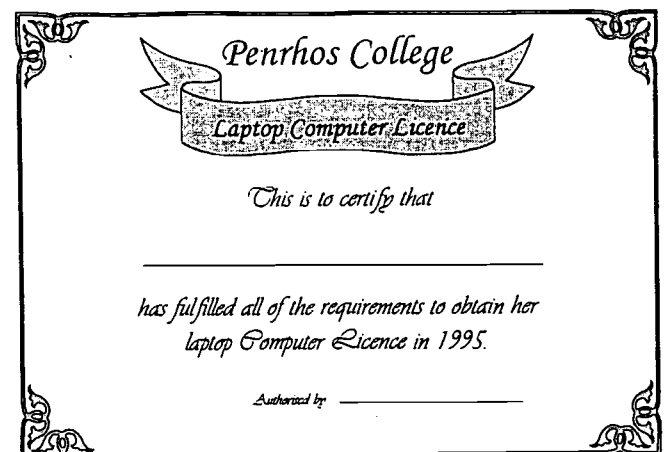 Penrhos College
Laptop Computer Licence
This is to certify that
has fulfilled all of the requirements to obtain her
laptop Computer Licence in 1995.
Authorised by